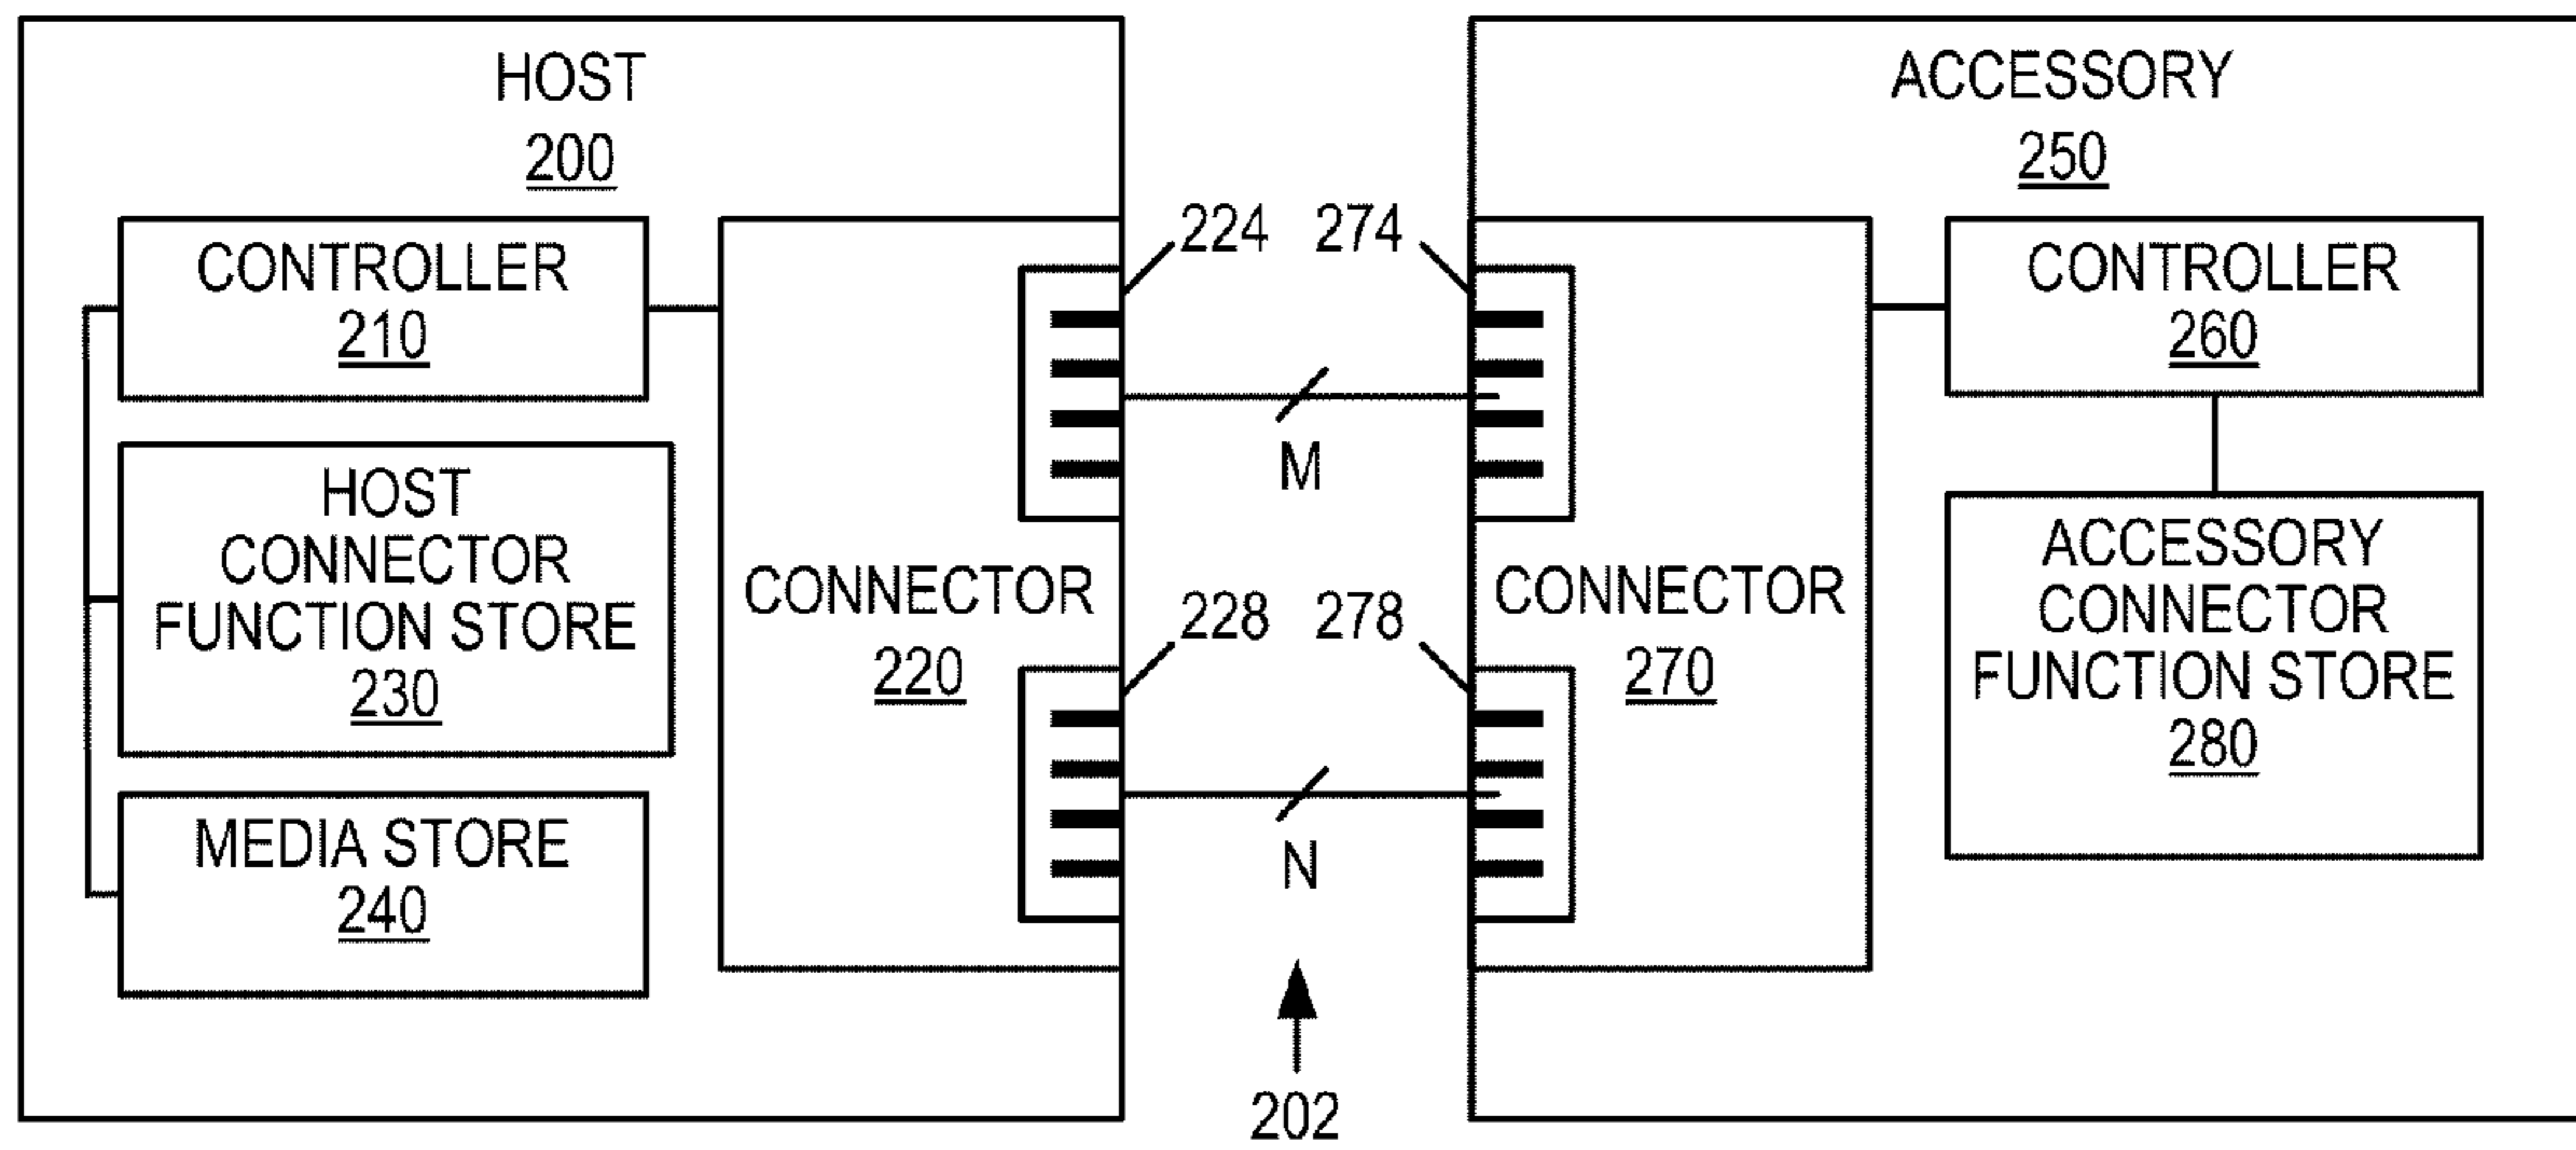 HOST
200
CONTROLLER
210
HOST
CONNECTOR
FUNCTION STORE
230
MEDIA STORE
240
CONNECTOR
220
224
228
M
N
202
274
278
ACCESSORY
250
CONNECTOR
270
CONTROLLER
260
ACCESSORY
CONNECTOR
FUNCTION STORE
280